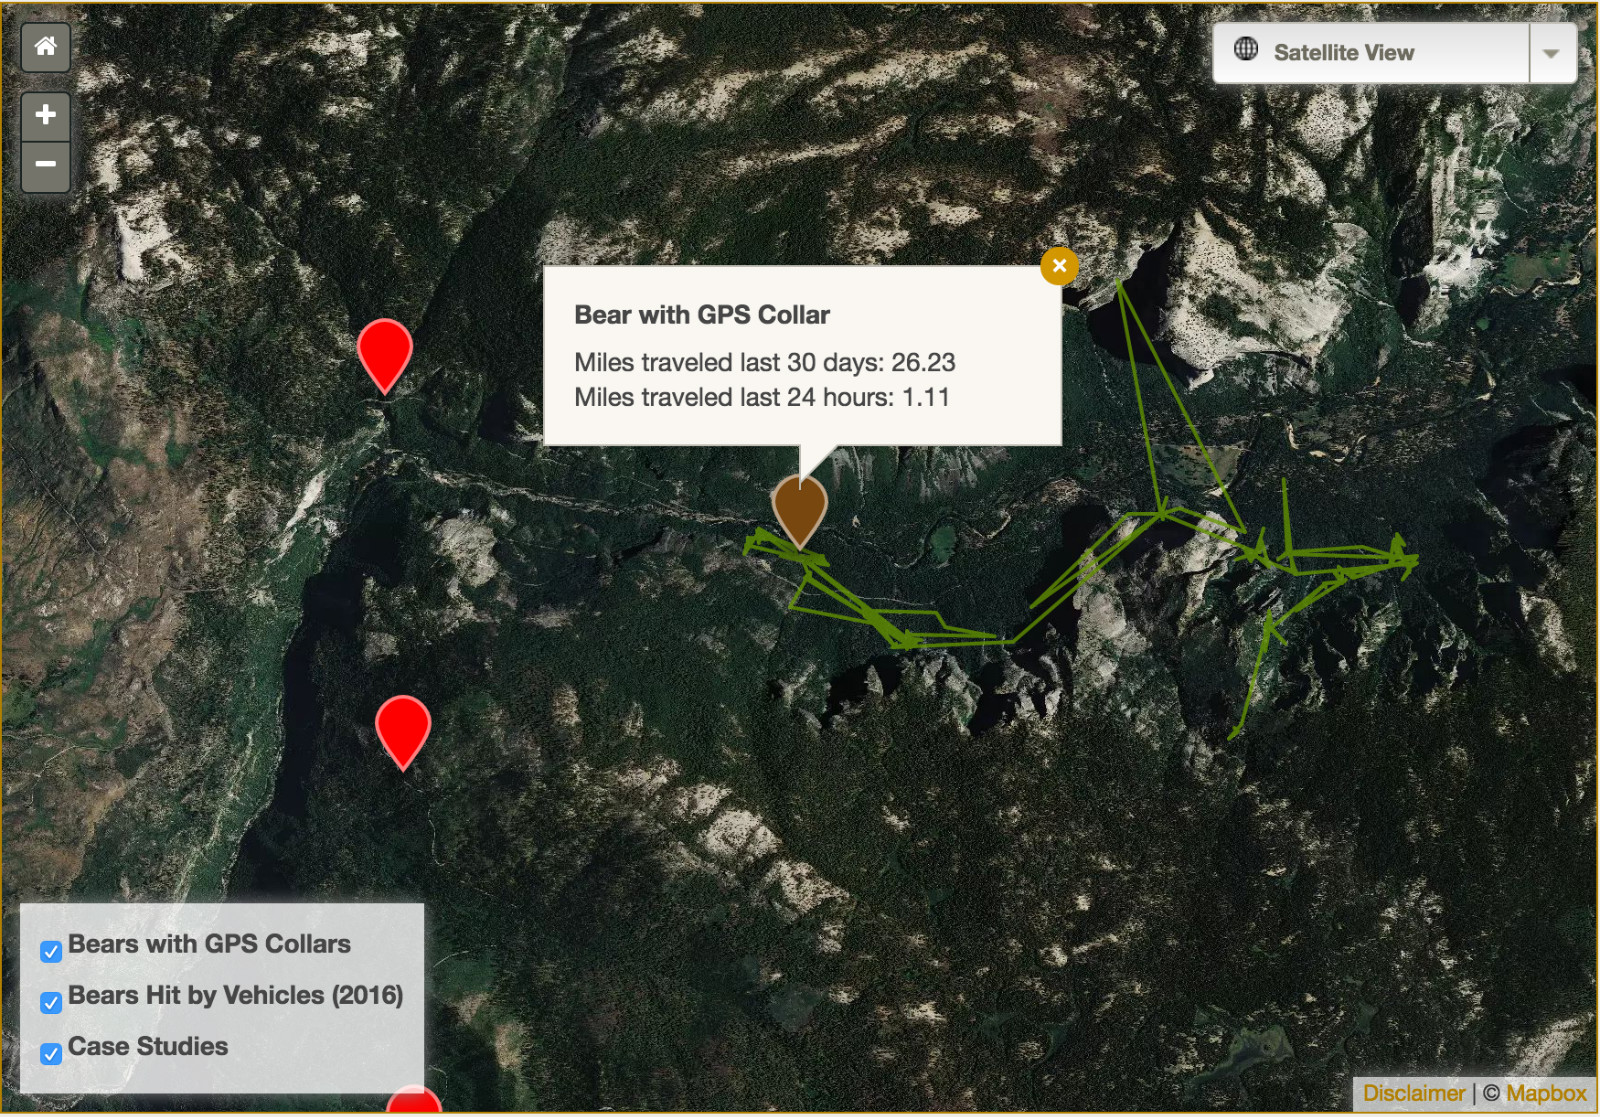 Satellite View
Bear with GPS Collar
Miles traveled last 30 days: 26.23
Miles traveled last 24 hours: 1.11
Bears with GPS Collars
Bears Hit by Vehicles (2016)
Case Studies
Disclaimer | © Mapbox